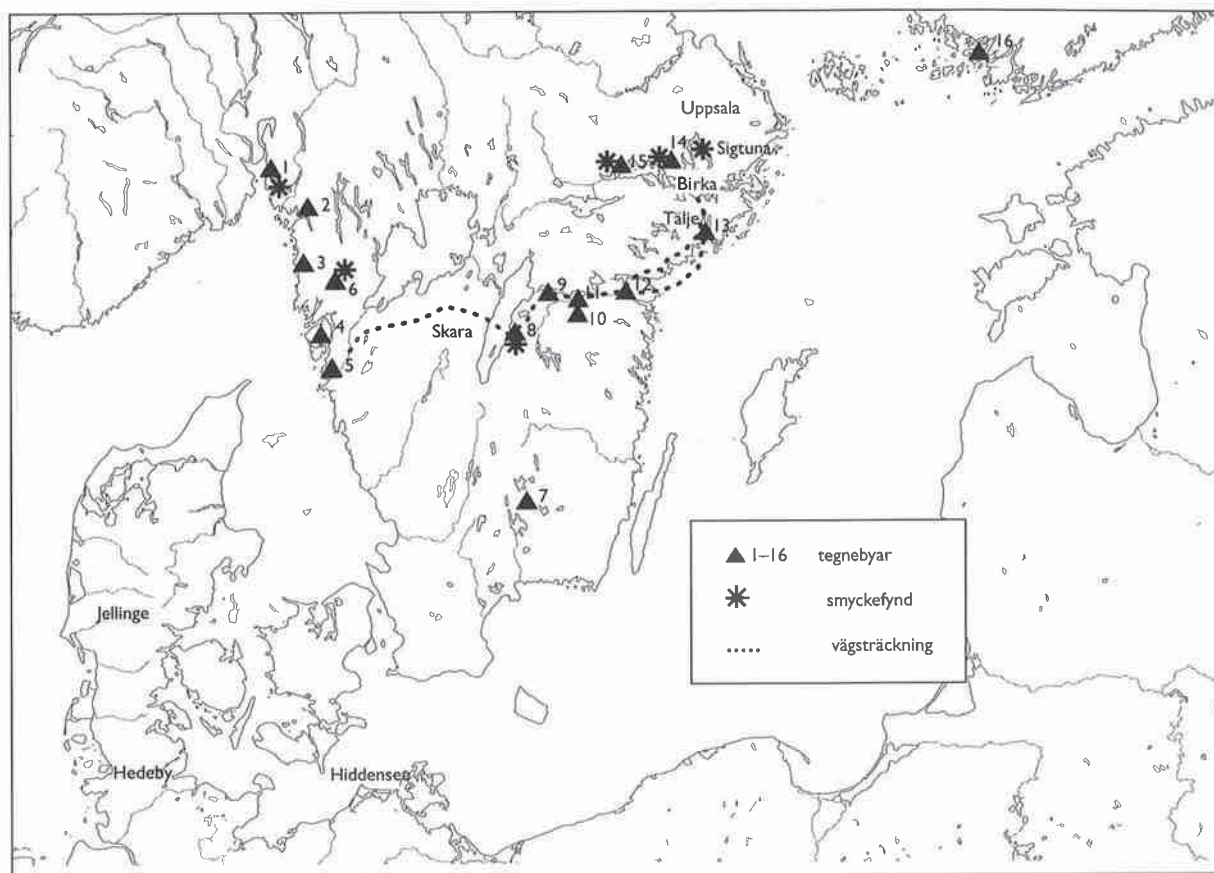 16
Uppsala
14
Sigtuna
15
Birka
1
2
Tälje
13
3
6
9
11
12
10
4
Skara
8
5
7
1–16 tegnebyar
smyckefynd
vägsträckning
Jellinge
Hedeby
Hiddensee